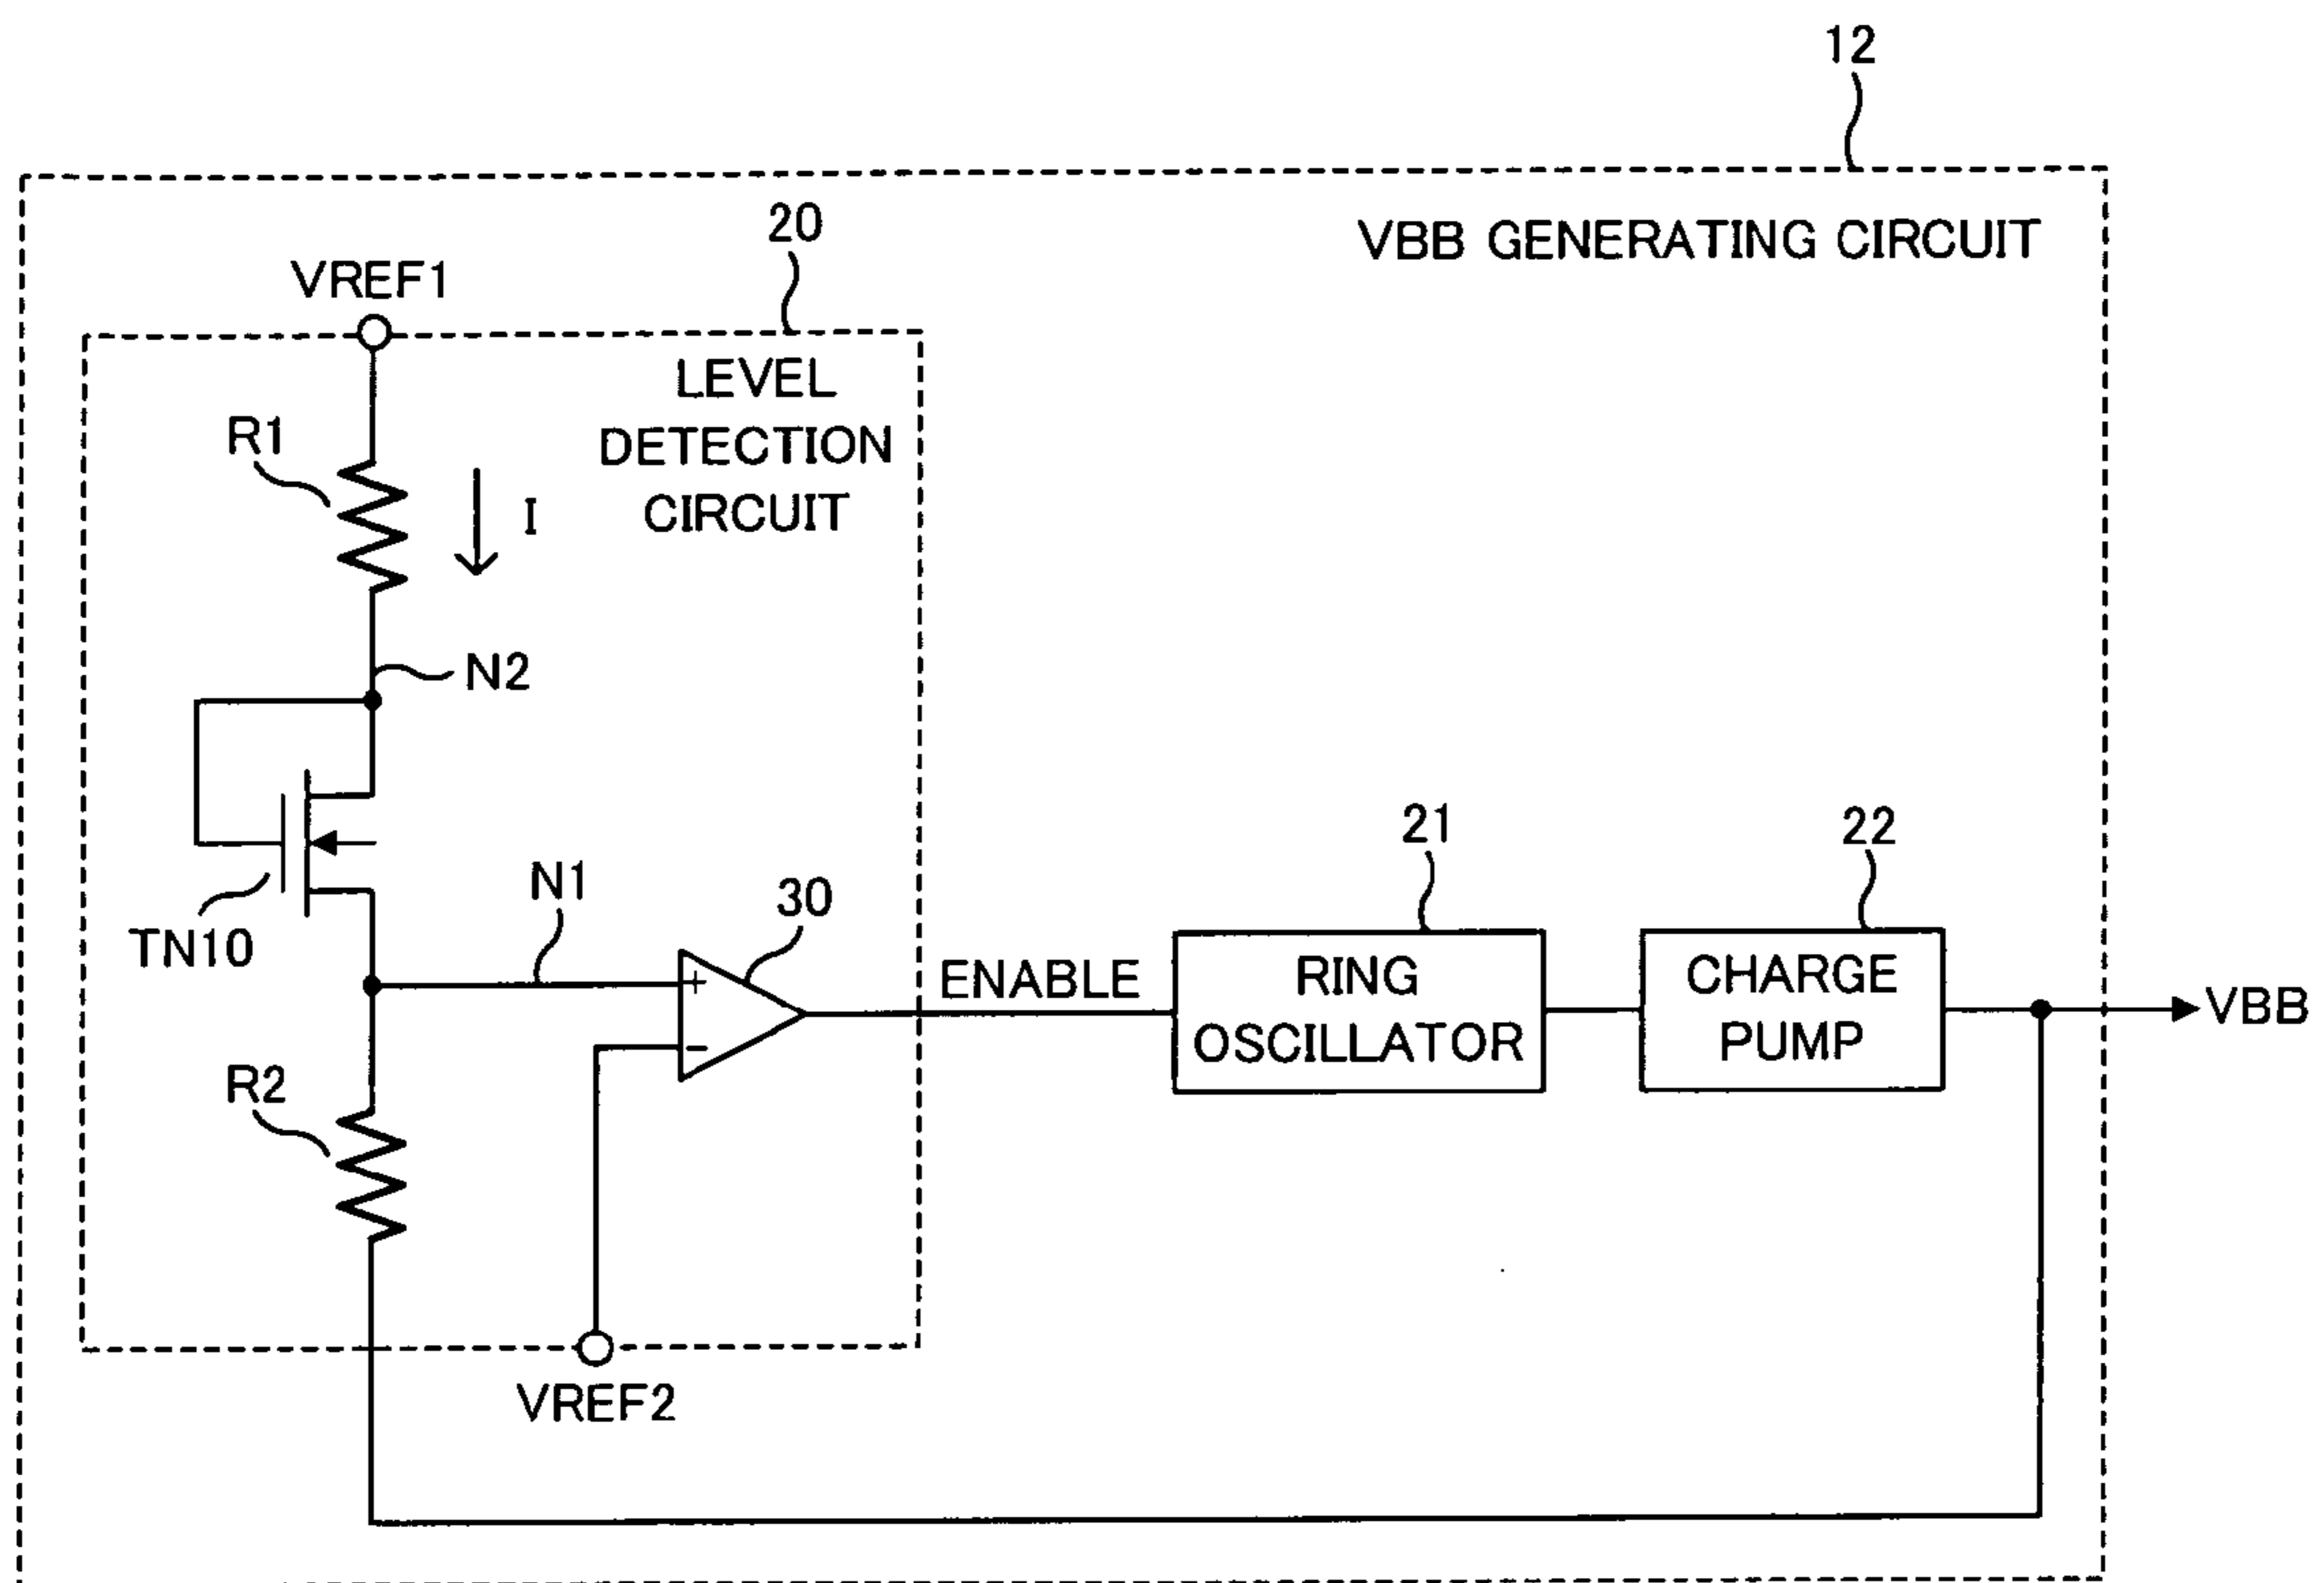 12
VBB GENERATING CIRCUIT
20
VREF1
LEVEL
DETECTION
CIRCUIT
R1
I
N2
TN10
N1
30
+
−
ENABLE
21
RING
OSCILLATOR
22
CHARGE
PUMP
VBB
R2
VREF2